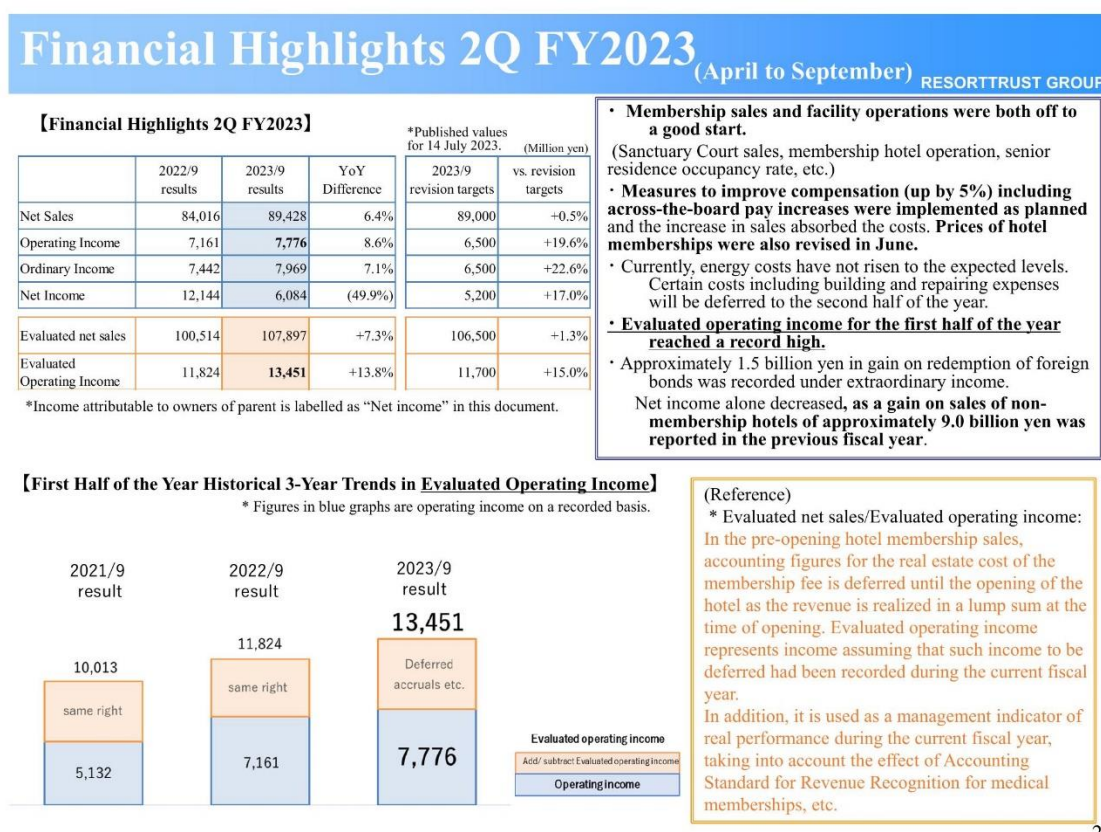 Financial Highlights 2Q FY2023 (April to September) RESORTTRUST GROUP
【Financial Highlights 2Q FY2023】
*Published values
for 14 July 2023. (Million yen)
2022/9 results 2023/9 results YoY Difference 2023/9 revision targets vs. revision targets
Net Sales 84,016 89,428 6.4% 89,000 +0.5%
Operating Income 7,161 7,776 8.6% 6,500 +19.6%
Ordinary Income 7,442 7,969 7.1% 6,500 +22.6%
Net Income 12,144 6,084 (49.9%) 5,200 +17.0%
Evaluated net sales 100,514 107,897 +7.3% 106,500 +1.3%
Evaluated Operating Income 11,824 13,451 +13.8% 11,700 +15.0%
*Income attributable to owners of parent is labelled as “Net income” in this document.
・ Membership sales and facility operations were both off to
a good start.
(Sanctuary Court sales, membership hotel operation, senior
residence occupancy rate, etc.)
・Measures to improve compensation (up by 5%) including
across-the-board pay increases were implemented as planned
and the increase in sales absorbed the costs. Prices of hotel
memberships were also revised in June.
・Currently, energy costs have not risen to the expected levels.
Certain costs including building and repairing expenses
will be deferred to the second half of the year.
・Evaluated operating income for the first half of the year
reached a record high.
・Approximately 1.5 billion yen in gain on redemption of foreign
bonds was recorded under extraordinary income.
Net income alone decreased, as a gain on sales of non-
membership hotels of approximately 9.0 billion yen was
reported in the previous fiscal year.
【First Half of the Year Historical 3-Year Trends in Evaluated Operating Income】
* Figures in blue graphs are operating income on a recorded basis.
2021/9
result
10,013
same right
5,132
2022/9
result
11,824
same right
7,161
2023/9
result
13,451
Deferred
accruals etc.
7,776
Evaluated operating income
Add/ subtract Evaluated operating income
Operating income
(Reference)
* Evaluated net sales/Evaluated operating income:
In the pre-opening hotel membership sales,
accounting figures for the real estate cost of the
membership fee is deferred until the opening of the
hotel as the revenue is realized in a lump sum at the
time of opening. Evaluated operating income
represents income assuming that such income to be
deferred had been recorded during the current fiscal
year.
In addition, it is used as a management indicator of
real performance during the current fiscal year,
taking into account the effect of Accounting
Standard for Revenue Recognition for medical
memberships, etc.
2